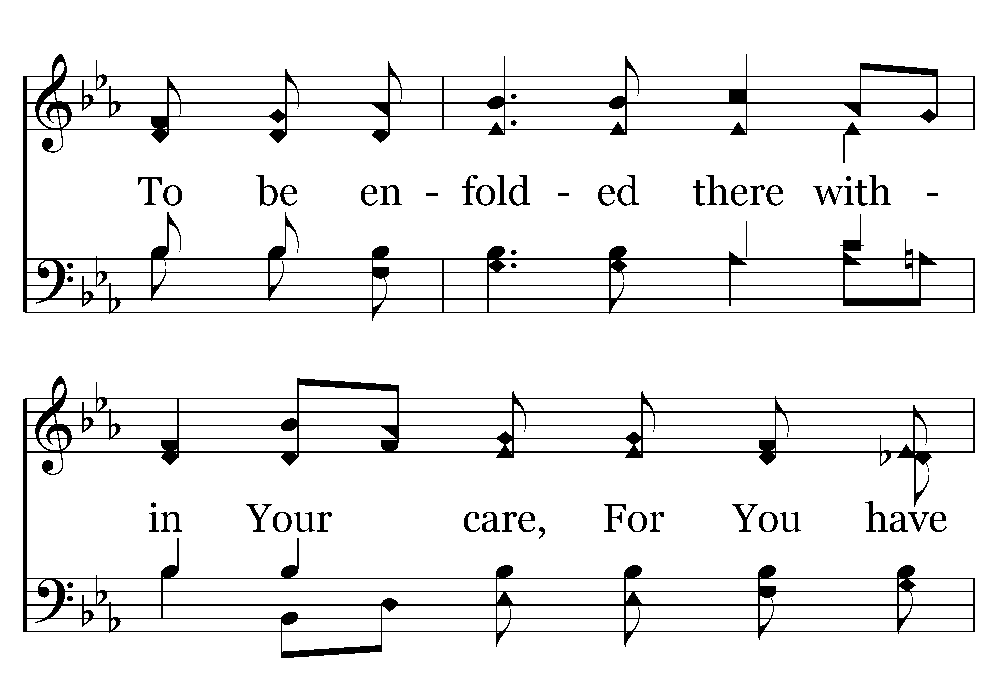 To be en - fold - ed there with -
in Your care, For You have